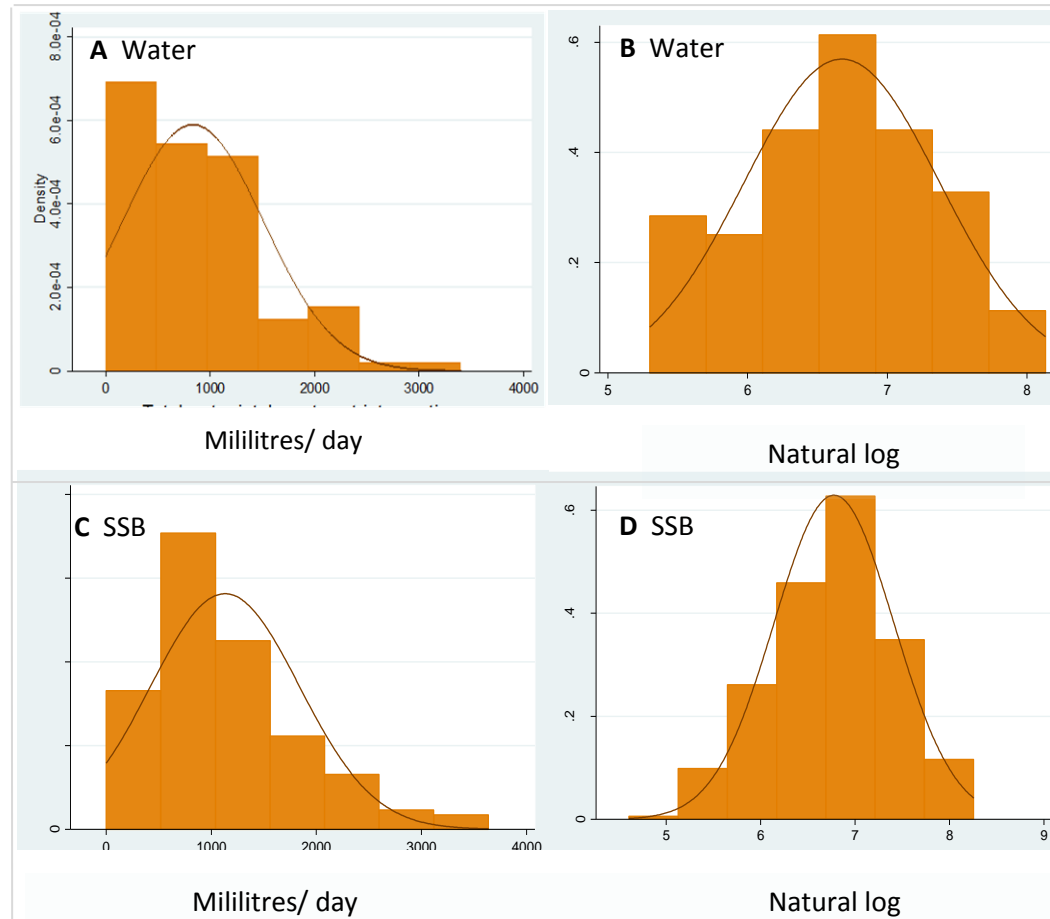 A Water
Density
8.0e-04
6.0e-04
4.0e-04
2.0e-04
0
0 1000 2000 3000 4000
Mililitres/ day
B Water
.6
.4
.2
0
5 6 7 8
Natural log
C SSB
0
0 1000 2000 3000 4000
Mililitres/ day
D SSB
.6
.4
.2
0
5 6 7 8 9
Natural log